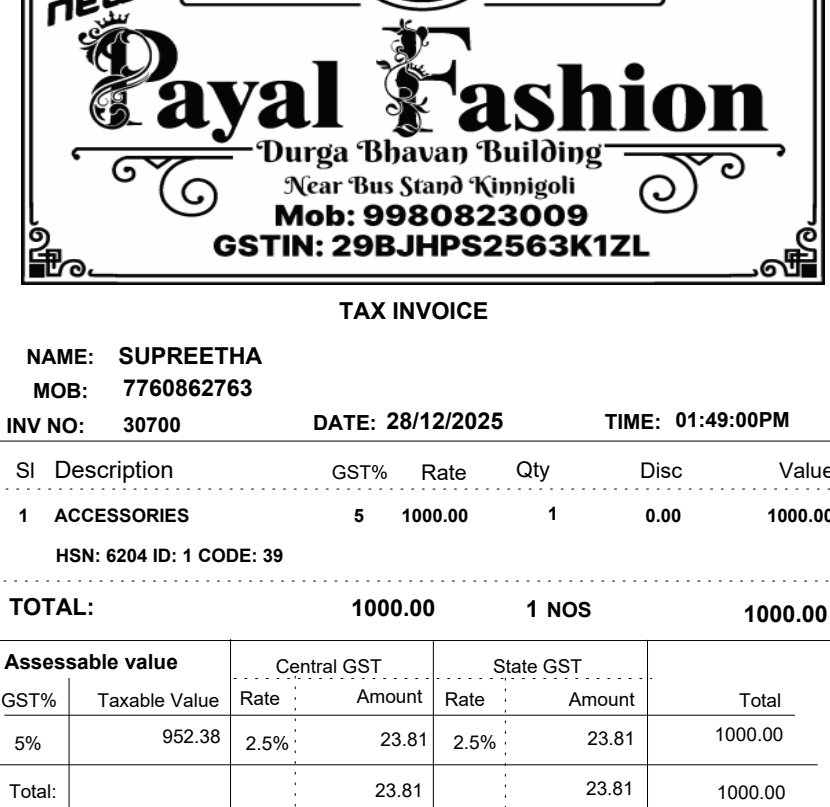 new
Payal Fashion
Durga Bhavan Building
Near Bus Stand Kinnigoli
Mob: 9980823009
GSTIN: 29BJHPS2563K1ZL
TAX INVOICE
NAME: SUPREETHA
MOB: 7760862763
INV NO: 30700 DATE: 28/12/2025 TIME: 01:49:00PM
Sl Description GST% Rate Qty Disc Value
1 ACCESSORIES 5 1000.00 1 0.00 1000.00
HSN: 6204 ID: 1 CODE: 39
TOTAL: 1000.00 1 NOS 1000.00
Assessable value Central GST State GST
GST% Taxable Value Rate Amount Rate Amount Total
5% 952.38 2.5% 23.81 2.5% 23.81 1000.00
Total: 23.81 23.81 1000.00